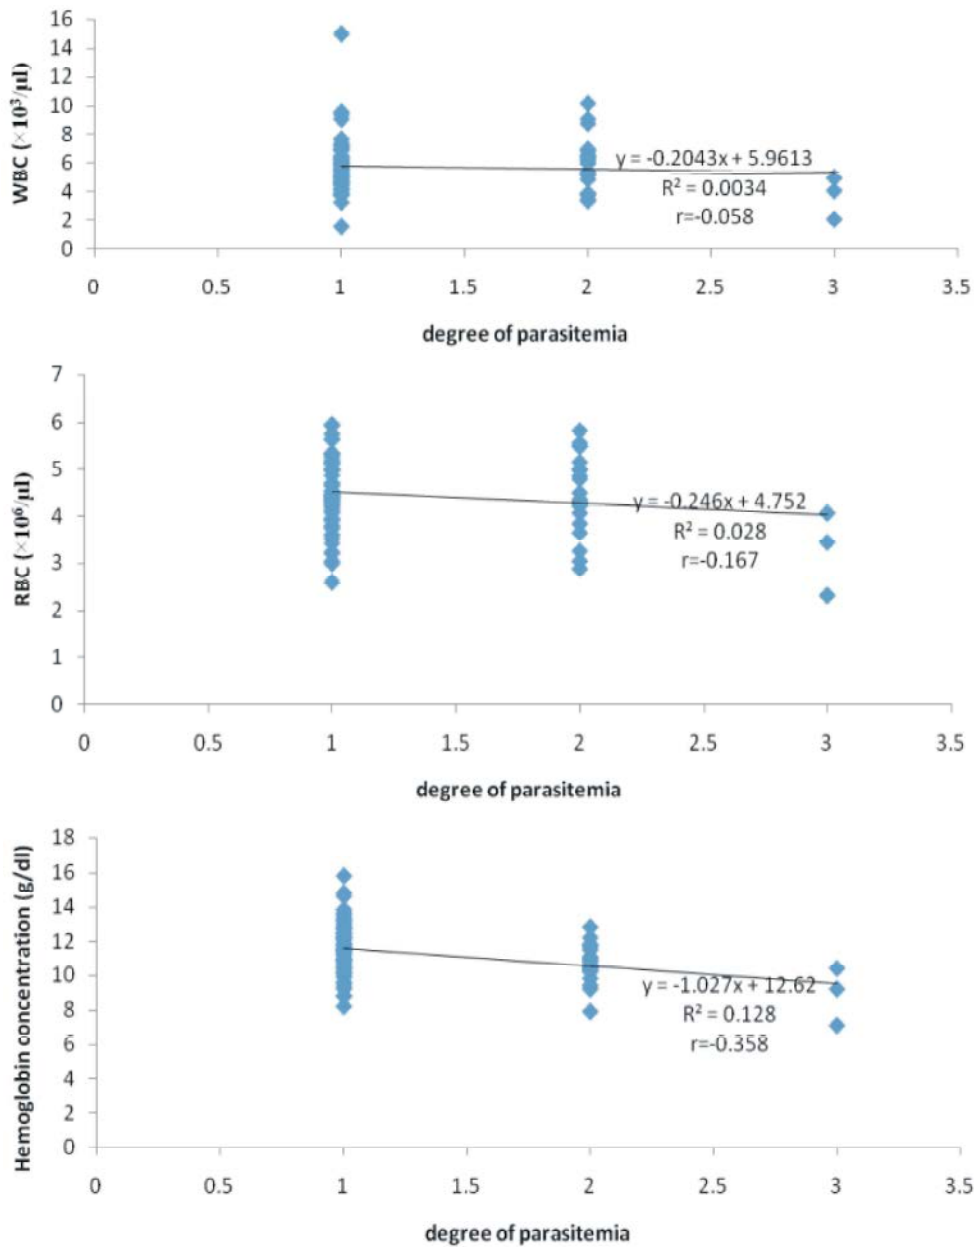 WBC (×10³/µl)
16
14
12
10
8
6
4
2
0
y = -0.2043x + 5.9613
R² = 0.0034
r=-0.058
0 0.5 1 1.5 2 2.5 3 3.5
degree of parasitemia
RBC (×10⁶/µl)
7
6
5
4
3
2
1
0
y = -0.246x + 4.752
R² = 0.028
r=-0.167
0 0.5 1 1.5 2 2.5 3 3.5
degree of parasitemia
Hemoglobin concentration (g/dl)
18
16
14
12
10
8
6
4
2
0
y = -1.027x + 12.62
R² = 0.128
r=-0.358
0 0.5 1 1.5 2 2.5 3 3.5
degree of parasitemia